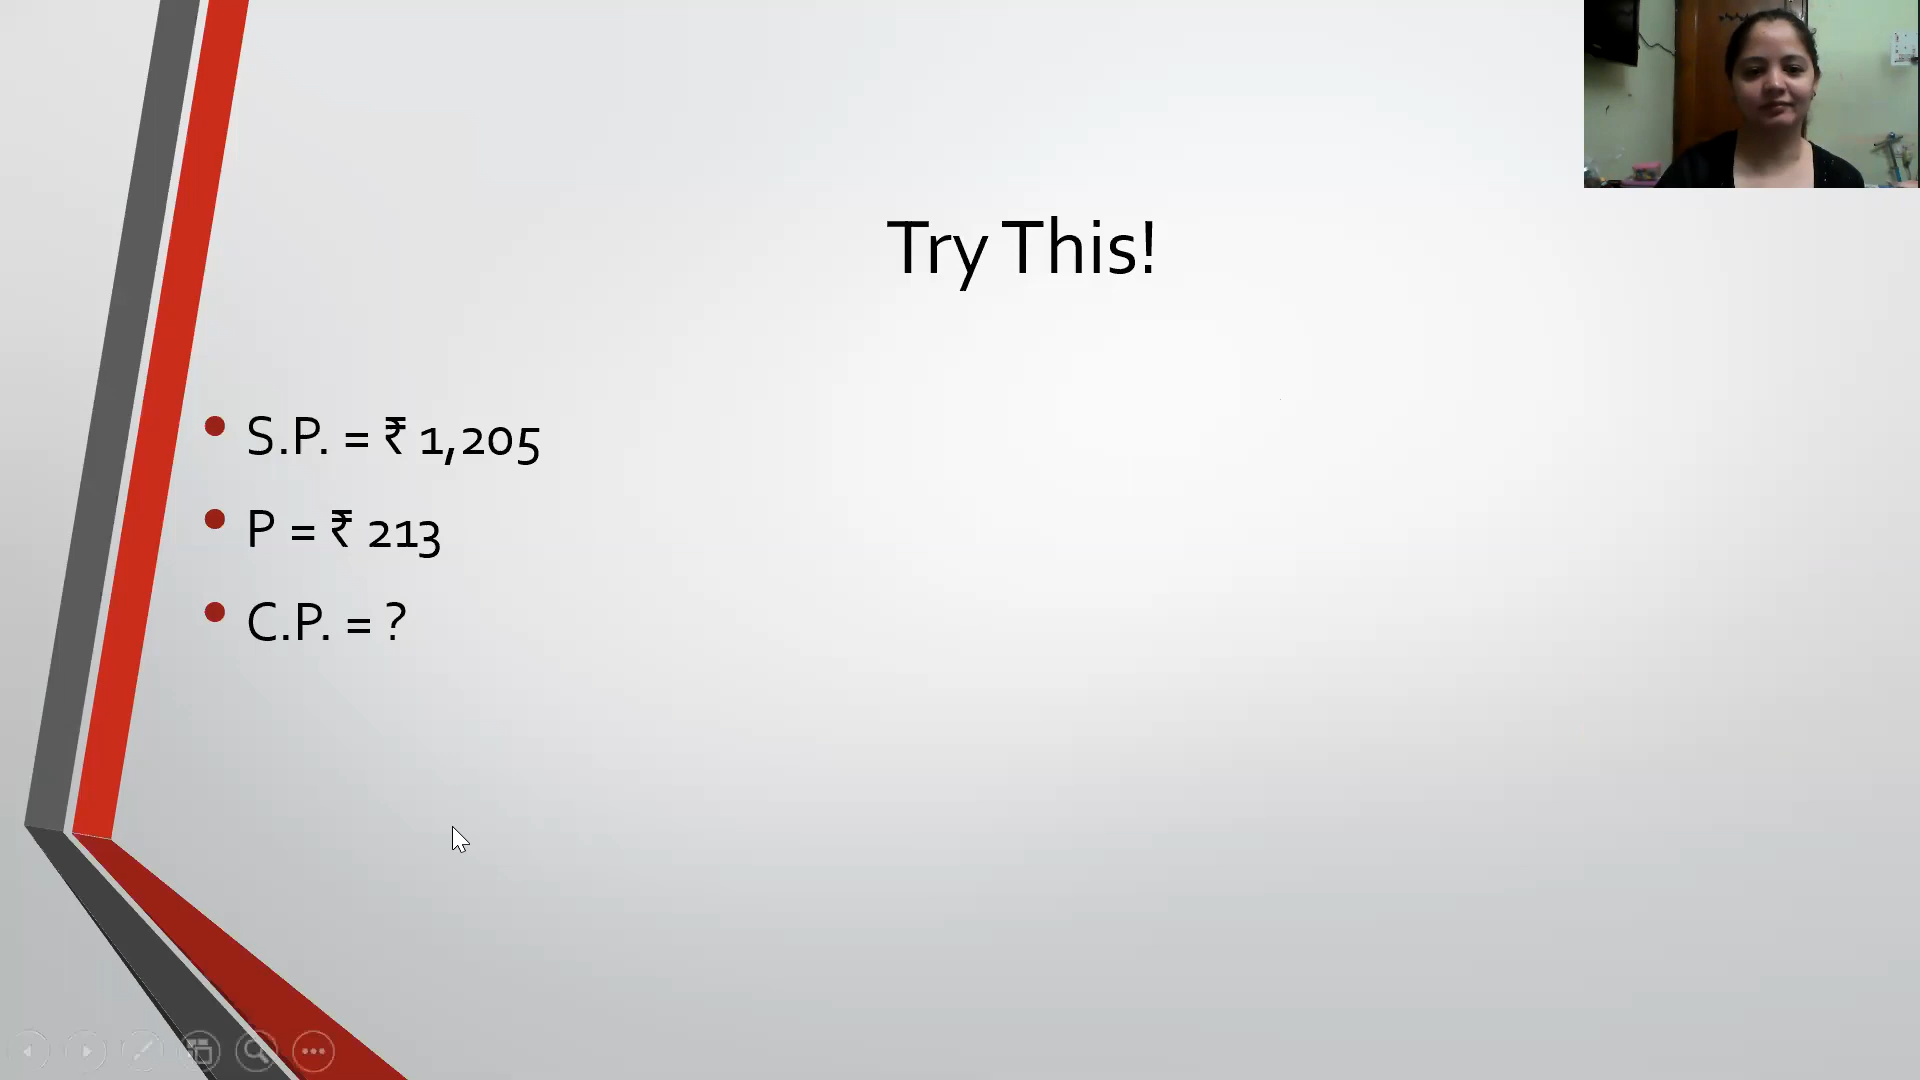 Try This!
S.P. = ₹ 1,205
P = ₹ 213
C.P. = ?